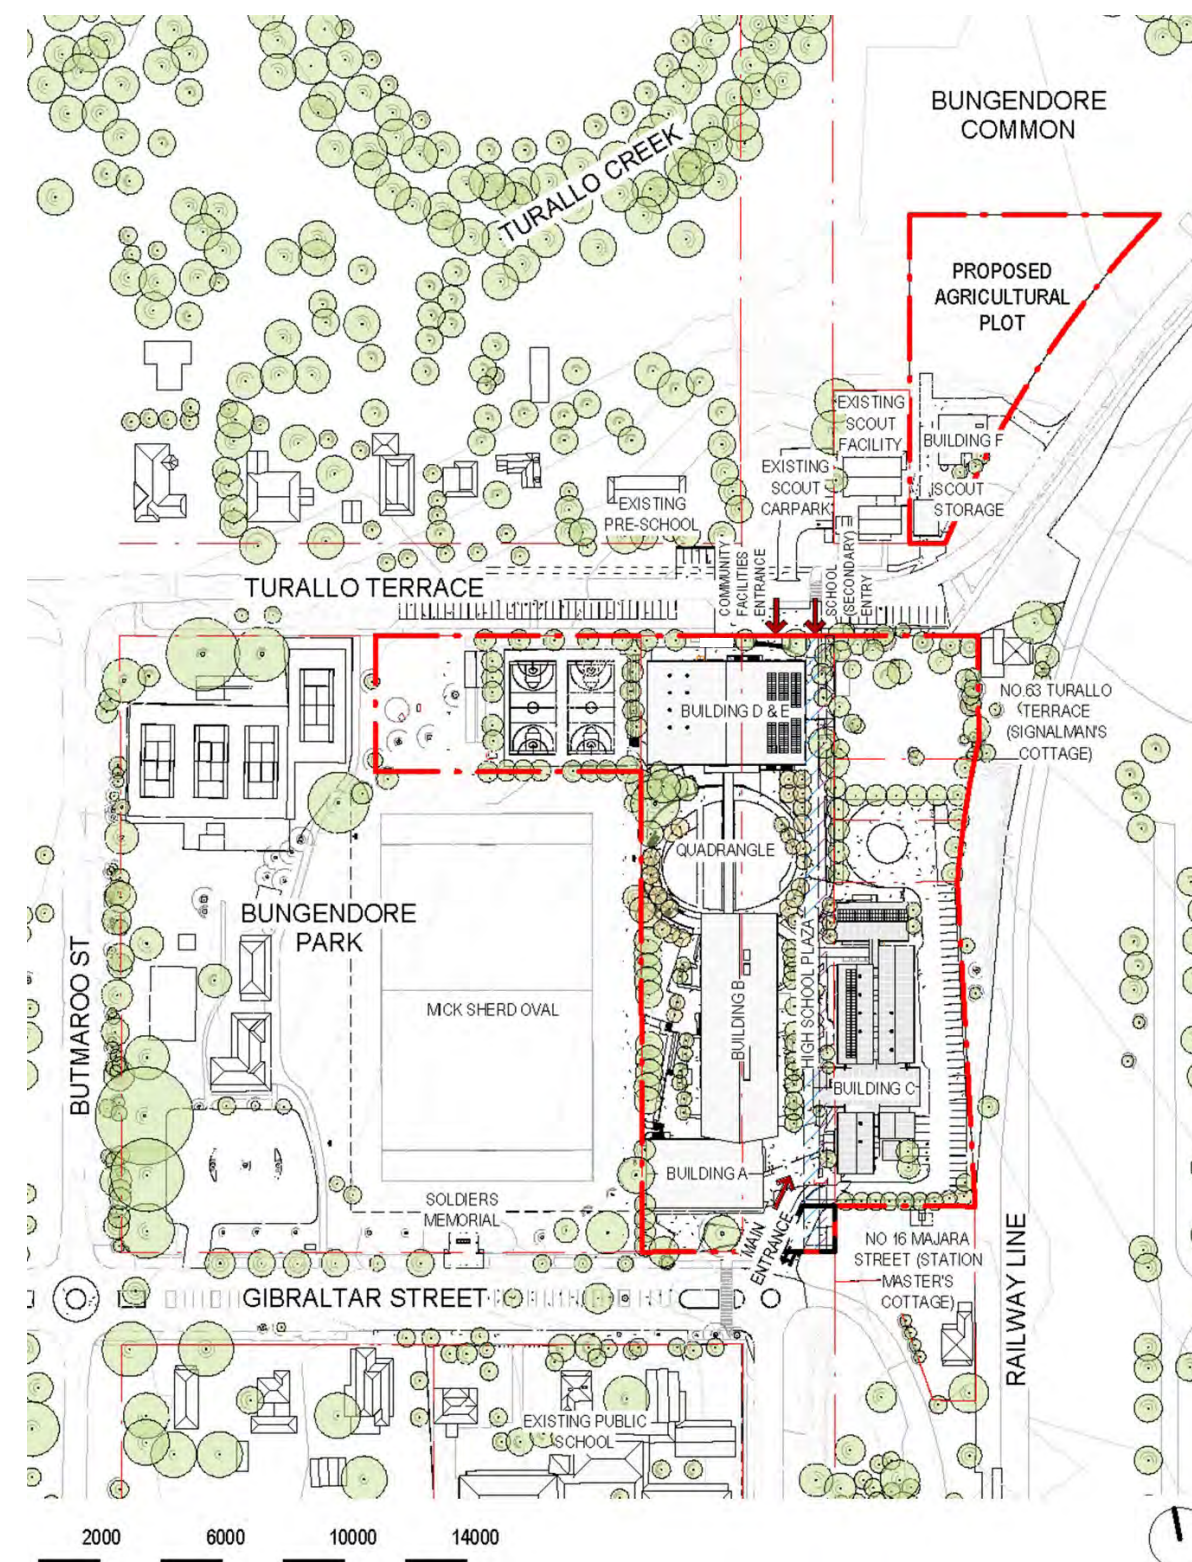 BUNGENDORE
COMMON
TURALLO CREEK
PROPOSED
AGRICULTURAL
PLOT
EXISTING
SCOUT
FACILITY
BUILDING F
EXISTING
SCOUT
CARPARK
SCOUT
STORAGE
EXISTING
PRE-SCHOOL
TURALLO TERRACE
COMMUNITY
FACILITIES
ENTRANCE
SCHOOL
(SECONDARY)
ENTRY
BUILDING D & E
NO.63 TURALLO
TERRACE
(SIGNALMAN'S
COTTAGE)
QUADRANGLE
BUNGENDORE
PARK
BUTMAROO ST
MICK SHERD OVAL
BUILDING B
HIGH SCHOOL PLAZA
BUILDING C
BUILDING A
SOLDIERS
MEMORIAL
MAIN
ENTRANCE
NO 16 MAJARA
STREET (STATION
MASTER'S
COTTAGE)
RAILWAY LINE
GIBRALTAR STREET
EXISTING PUBLIC
SCHOOL
2000 6000 10000 14000